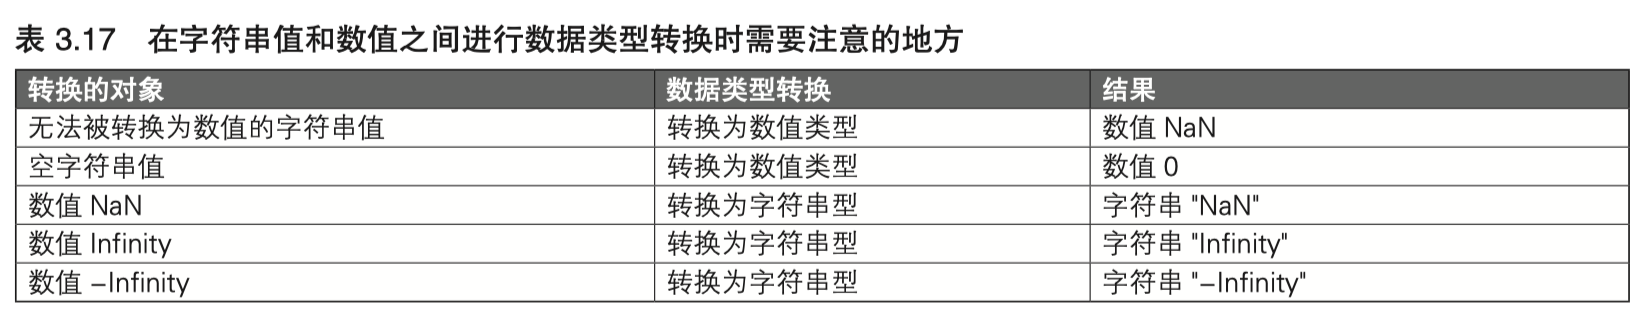 表 3.17 在字符串值和数值之间进行数据类型转换时需要注意的地方
转换的对象 数据类型转换 结果
无法被转换为数值的字符串值 转换为数值类型 数值 NaN
空字符串值 转换为数值类型 数值 0
数值 NaN 转换为字符串型 字符串 "NaN"
数值 Infinity 转换为字符串型 字符串 "Infinity"
数值 –Infinity 转换为字符串型 字符串 "–Infinity"